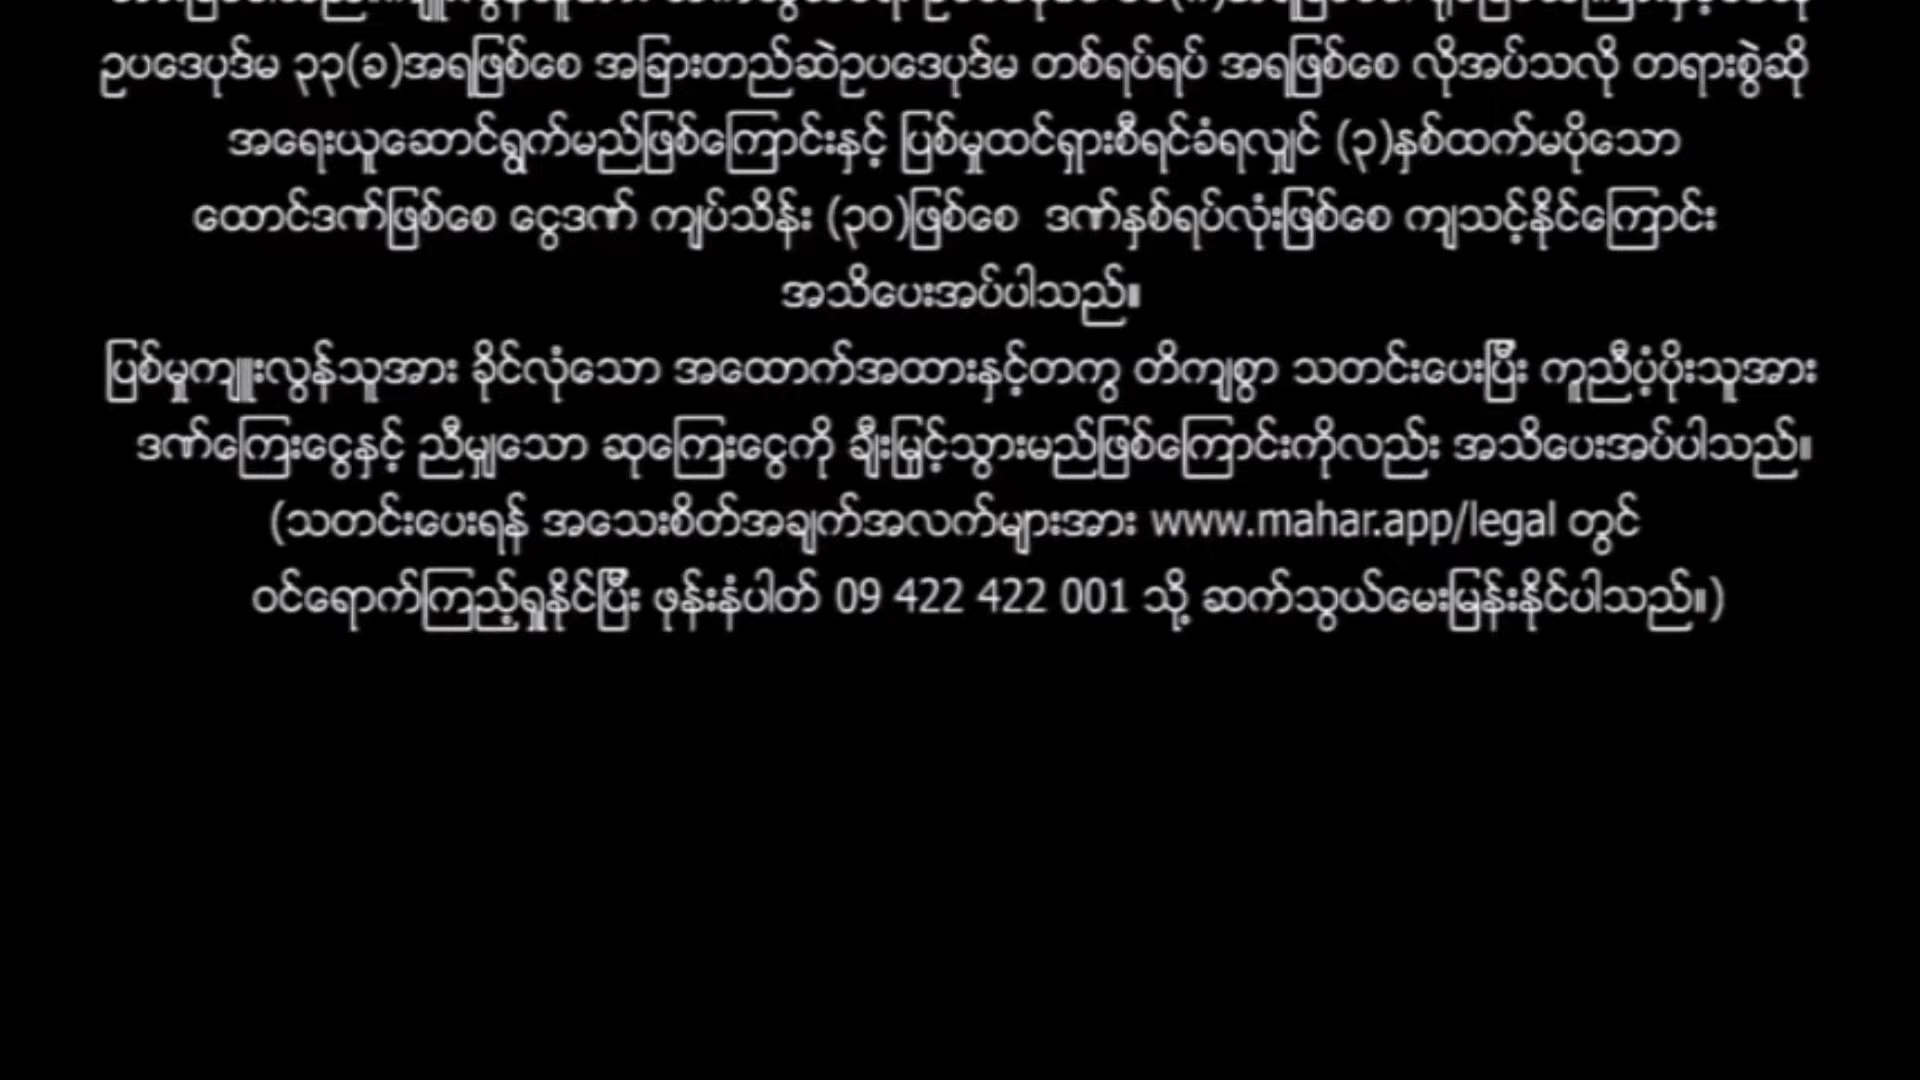 ဥပဒေပုဒ်မ ၃၃(ခ)အရဖြစ်စေ အခြားတည်ဆဲဥပဒေပုဒ်မ တစ်ရပ်ရပ် အရဖြစ်စေ လိုအပ်သလို တရားစွဲဆို
အရေးယူဆောင်ရွက်မည်ဖြစ်ကြောင်းနှင့် ပြစ်မှုထင်ရှားစီရင်ခံရလျှင် (၃)နှစ်ထက်မပိုသော
ထောင်ဒဏ်ဖြစ်စေ ငွေဒဏ် ကျပ်သိန်း (၃၀)ဖြစ်စေ ဒဏ်နှစ်ရပ်လုံးဖြစ်စေ ကျသင့်နိုင်ကြောင်း
အသိပေးအပ်ပါသည်။
ပြစ်မှုကျူးလွန်သူအား ခိုင်လုံသော အထောက်အထားနှင့်တကွ တိကျစွာ သတင်းပေးပြီး ကူညီပံ့ပိုးသူအား
ဒဏ်ကြေးငွေနှင့် ညီမျှသော ဆုကြေးငွေကို ချီးမြှင့်သွားမည်ဖြစ်ကြောင်းကိုလည်း အသိပေးအပ်ပါသည်။
(သတင်းပေးရန် အသေးစိတ်အချက်အလက်များအား www.mahar.app/legal တွင်
ဝင်ရောက်ကြည့်ရှုနိုင်ပြီး ဖုန်းနံပါတ် 09 422 422 001 သို့ ဆက်သွယ်မေးမြန်းနိုင်ပါသည်။)